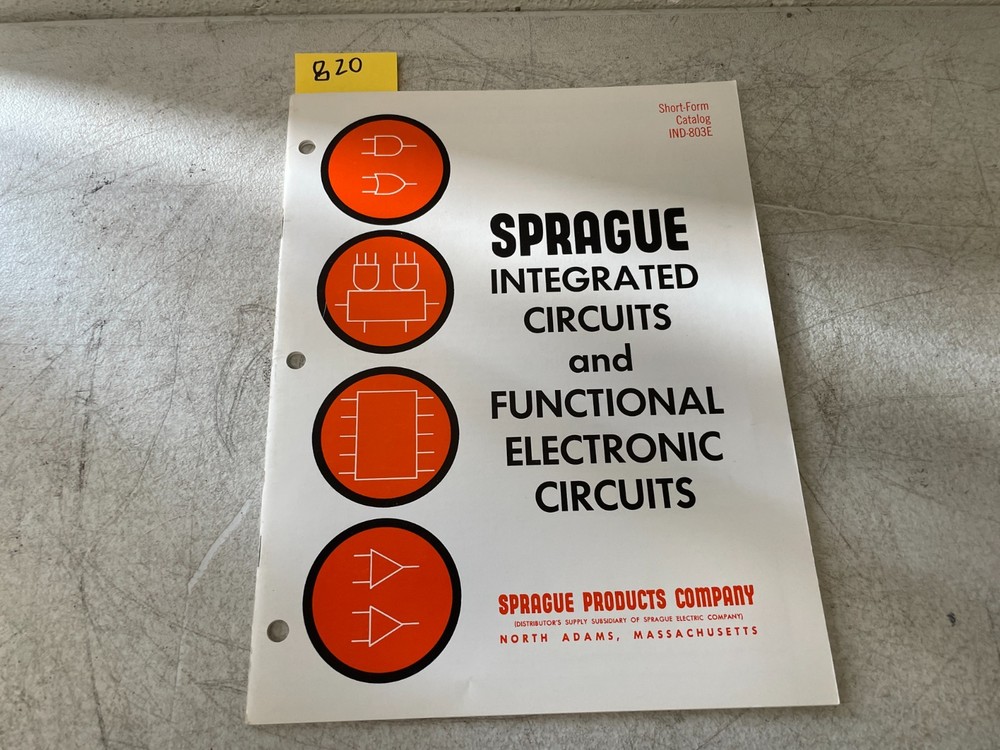 820
Short-Form
Catalog
IND-803E
SPRAGUE
INTEGRATED
CIRCUITS
and
FUNCTIONAL
ELECTRONIC
CIRCUITS
SPRAGUE PRODUCTS COMPANY
(DISTRIBUTOR'S SUPPLY SUBSIDIARY OF SPRAGUE ELECTRIC COMPANY)
NORTH ADAMS, MASSACHUSETTS